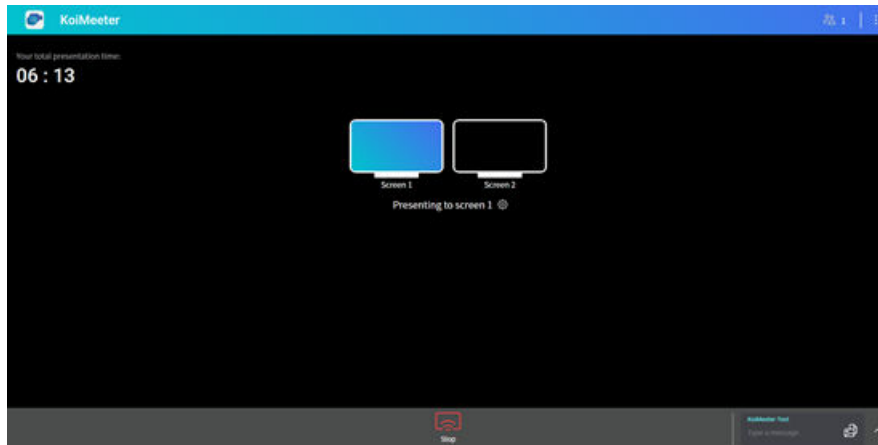 KoiMeeter
1
Your total presentation time:
06 : 13
Screen 1
Screen 2
Presenting to screen 1
Stop
KoiMeeter Test
Type a message